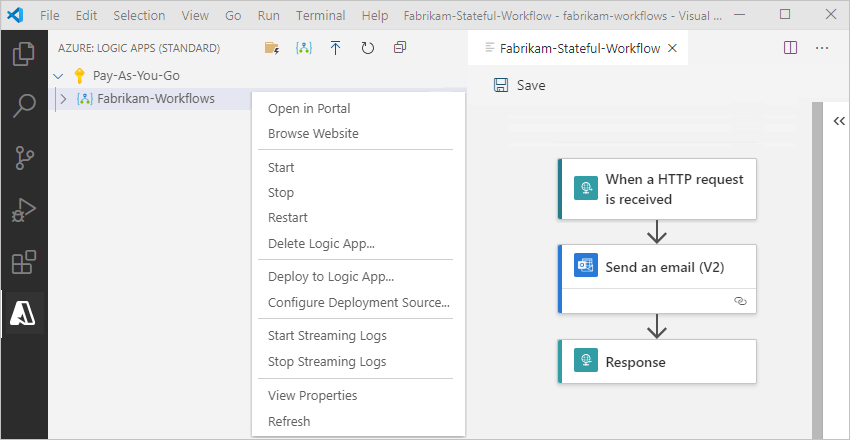 File Edit Selection View Go Run Terminal Help Fabrikam-Stateful-Workflow - fabrikam-workflows - Visual ...
AZURE: LOGIC APPS (STANDARD)
Fabrikam-Stateful-Workflow
Pay-As-You-Go
Save
Fabrikam-Workflows
Open in Portal
Browse Website
Start
Stop
Restart
Delete Logic App...
Deploy to Logic App...
Configure Deployment Source...
Start Streaming Logs
Stop Streaming Logs
View Properties
Refresh
When a HTTP request
is received
Send an email (V2)
Response